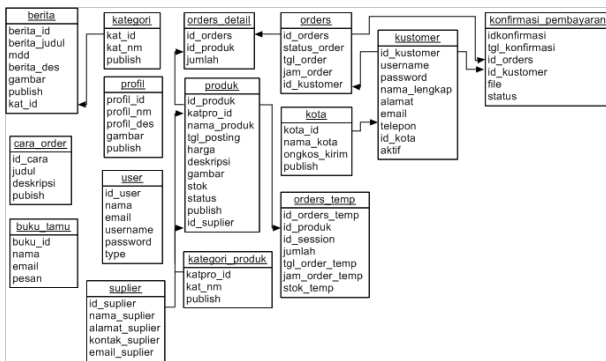 berita
berita_id
berita_judul
mdd
berita_des
gambar
publish
kat_id
kategori
kat_id
kat_nm
publish
orders_detail
id_orders
id_produk
jumlah
orders
id_orders
status_order
tgl_order
jam_order
id_kustomer
kustomer
id_kustomer
username
password
nama_lengkap
alamat
email
telepon
id_kota
aktif
konfirmasi_pembayaran
idkonfirmasi
tgl_konfirmasi
id_orders
id_kustomer
file
status
profil
profil_id
profil_nm
profil_des
gambar
publish
produk
id_produk
katpro_id
nama_produk
tgl_posting
harga
deskripsi
gambar
stok
status
publish
id_suplier
kota
kota_id
nama_kota
ongkos_kirim
publish
cara_order
id_cara
judul
deskripsi
pubish
user
id_user
nama
email
username
password
type
orders_temp
id_orders_temp
id_produk
id_session
jumlah
tgl_order_temp
jam_order_temp
stok_temp
buku_tamu
buku_id
nama
email
pesan
kategori_produk
katpro_id
kat_nm
publish
suplier
id_suplier
nama_suplier
alamat_suplier
kontak_suplier
email_suplier